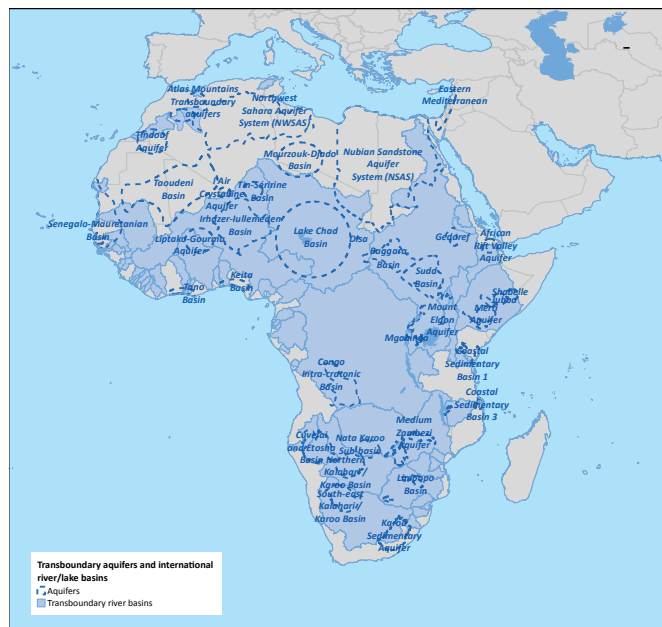 Eastern
Mediterranean
Atlas Mountains
Transboundary
aquifers
Northwest
Sahara Aquifer
System (NWSAS)
Tindouf
Aquifer
Mourzouk-Djado
Basin
Nubian Sandstone
Aquifer
System (NSAS)
Taoudeni
Basin
Air
Crystalline
Aquifer
Tin-Séririne
Basin
Irhazer-Iullemeden
Basin
Senegalo-Mauretanian
Basin
Liptako-Gourma
Aquifer
Lake Chad
Basin
Disa
Baggara
Basin
Gedaref
African
Rift Valley
Aquifer
Sudd
Basin
Keita
Basin
Tano
Basin
Shabelle
Jubba
Merti
Aquifer
Mount
Elgon
Aquifer
Mgahinga
Coastal
Sedimentary
Basin 1
Congo
Intra-cratonic
Basin
Coastal
Sedimentary
Basin 3
Medium
Zambezi
Aquifer
Cuvelai
and Etosha
Basin
Nata Karoo
Sub-basin
Northern
Kalahari/
Karoo Basin
South-east
Kalahari/
Karoo Basin
Limpopo
Basin
Karoo
Sedimentary
Aquifer
Transboundary aquifers and international
river/lake basins
Aquifers
Transboundary river basins